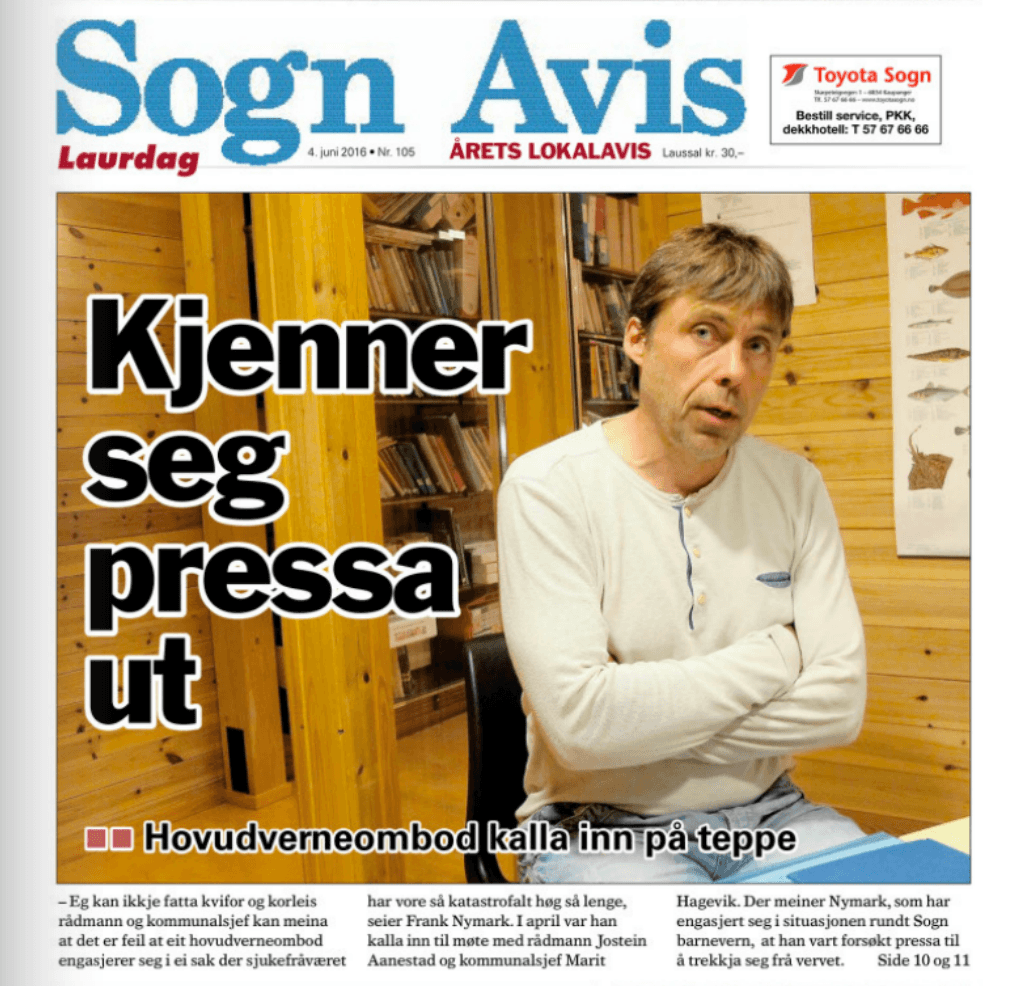 Sogn Avis
Laurdag
4. juni 2016 • Nr. 105
ÅRETS LOKALAVIS
Laussal kr. 30,–
Toyota Sogn
Bestill service, PKK,
dekkhotell: T 57 67 66 66
Kjenner
seg
pressa
ut
Hovudverneombod kalla inn på teppe
– Eg kan ikkje fatta kvifor og korleis
rådmann og kommunalsjef kan meina
at det er feil at eit hovudverneombod
engasjerer seg i ei sak der sjukefråværet
har vore så katastrofalt høg så lenge,
seier Frank Nymark. I april var han
kalla inn til møte med rådmann Jostein
Aanestad og kommunalsjef Marit
Hagevik. Der meiner Nymark, som har
engasjert seg i situasjonen rundt Sogn
barnevern, at han vart forsøkt pressa til
å trekkja seg frå vervet. Side 10 og 11